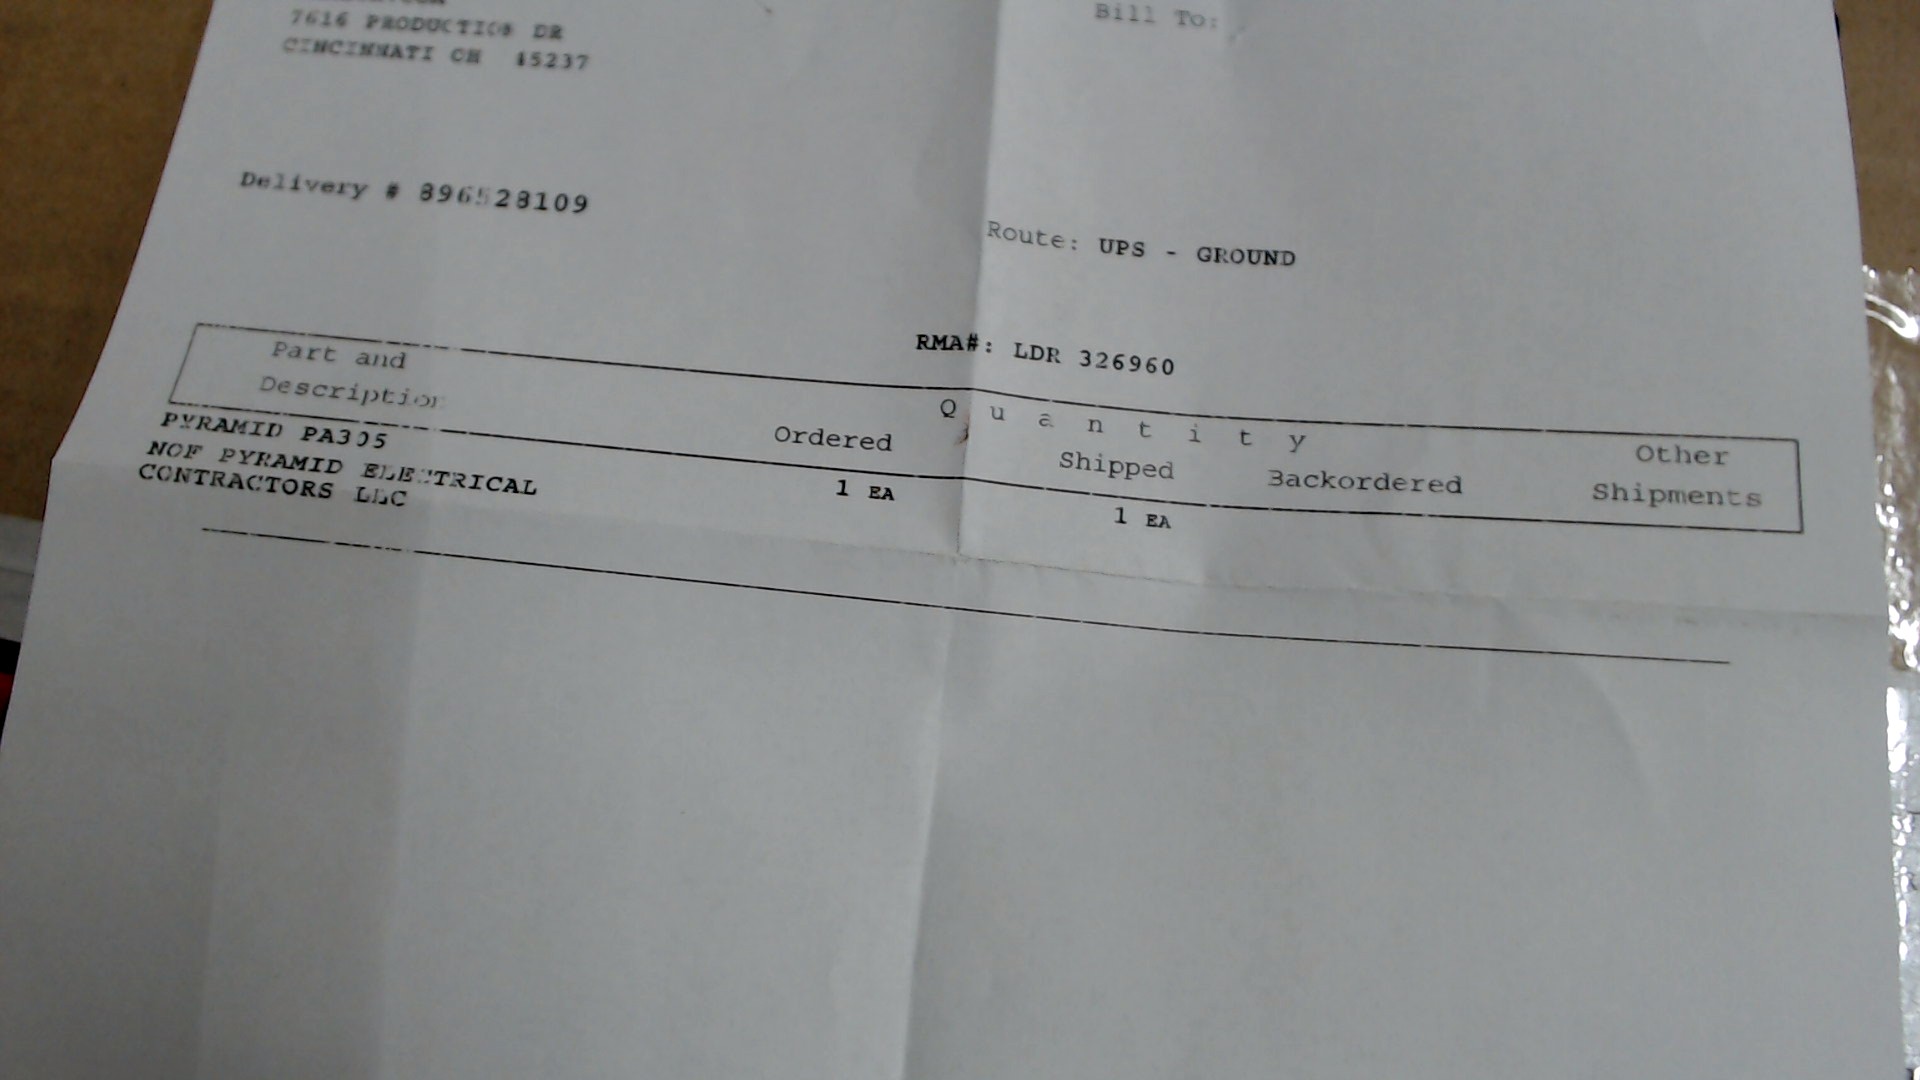 7616 PRODUCTION DR
CINCINNATI OH 45237
Bill To:
Delivery # 896528109
Route: UPS - GROUND
RMA#: LDR 326960
Part and
Description
Quantity
Ordered
Shipped
Backordered
Other
Shipments
PYRAMID PA305
1 EA
1 EA
NOF PYRAMID ELECTRICAL
CONTRACTORS LLC